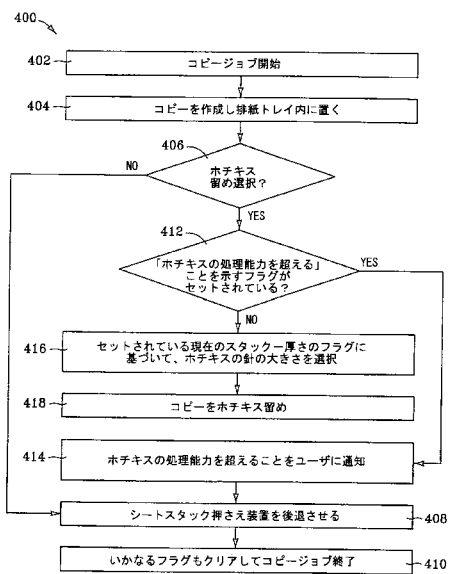 400
402
コピージョブ開始
404
コピーを作成し排紙トレイ内に置く
406
NO
ホチキス
留め選択？
YES
412
「ホチキスの処理能力を超える」
ことを示すフラグが
セットされている？
YES
NO
416
セットされている現在のスタックー厚さのフラグに
基づいて、ホチキスの針の大きさを選択
418
コピーをホチキス留め
414
ホチキスの処理能力を超えることをユーザに通知
シートスタック押さえ装置を後退させる
408
いかなるフラグもクリアしてコピージョブ終了
410